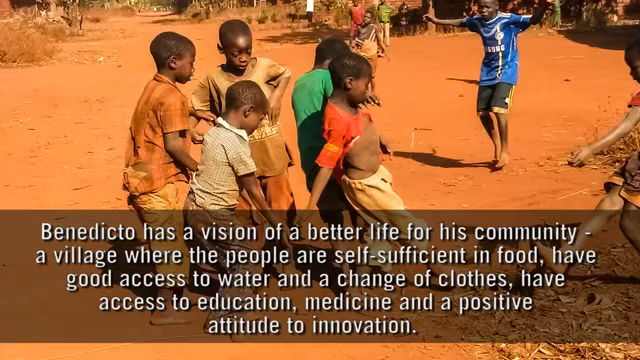 SUNG
Benedicto has a vision of a better life for his community -
a village where the people are self-sufficient in food, have
good access to water and a change of clothes, have
access to education, medicine and a positive
attitude to innovation.